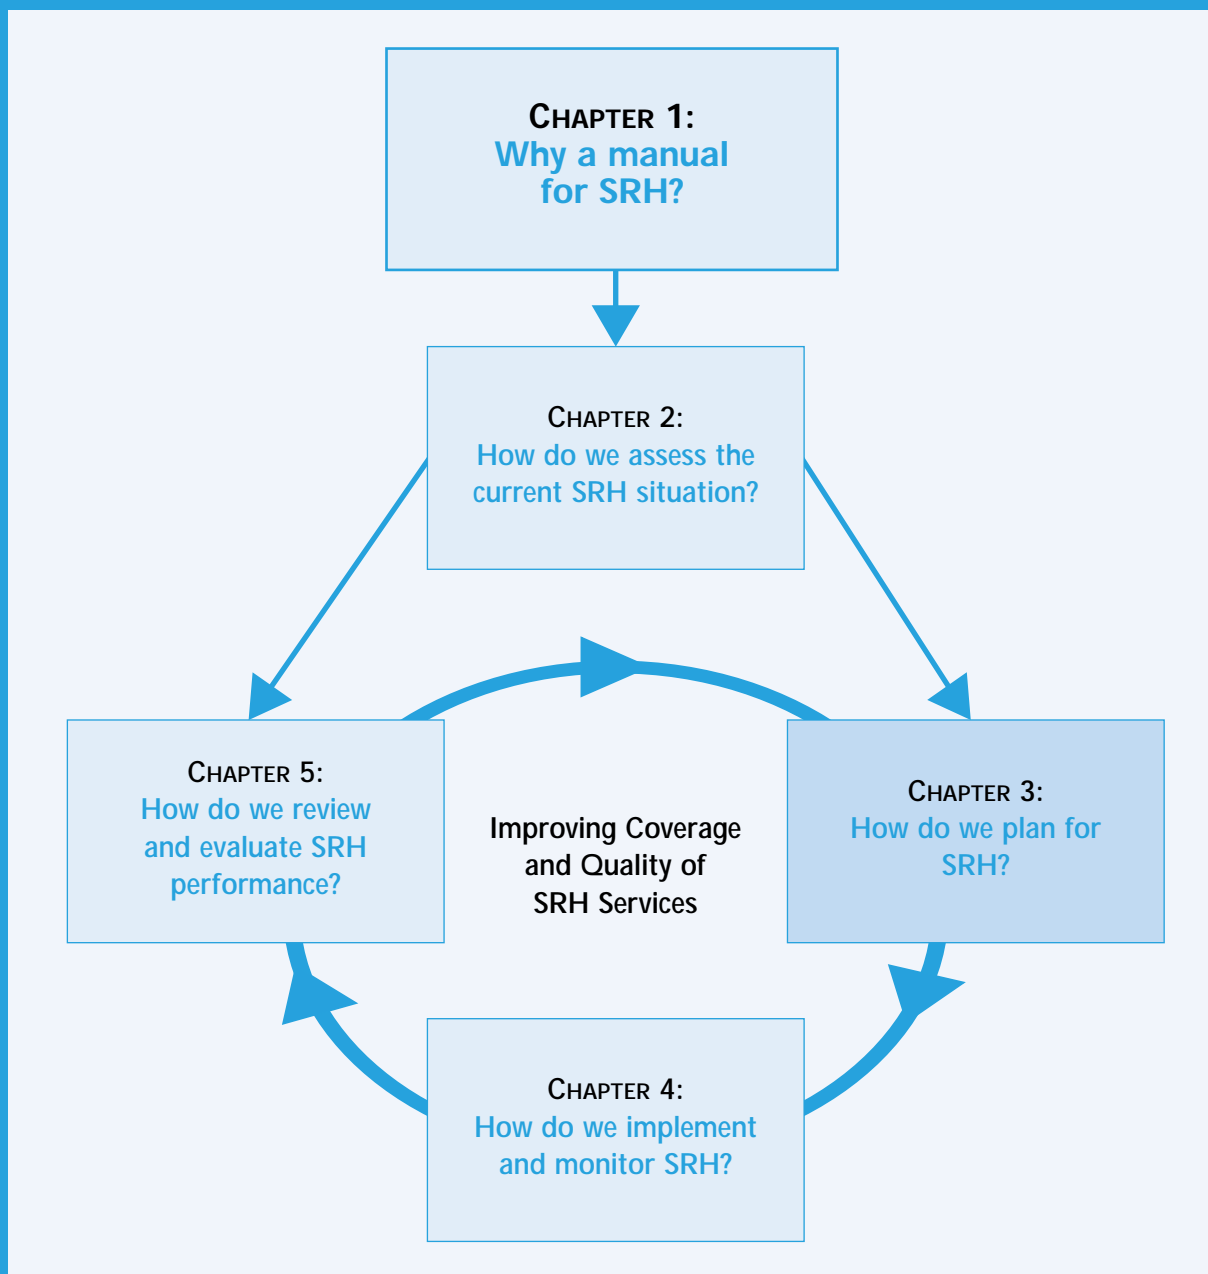 CHAPTER 1:
Why a manual
for SRH?
CHAPTER 2:
How do we assess the
current SRH situation?
CHAPTER 5:
How do we review
and evaluate SRH
performance?
Improving Coverage
and Quality of
SRH Services
CHAPTER 3:
How do we plan for
SRH?
CHAPTER 4:
How do we implement
and monitor SRH?